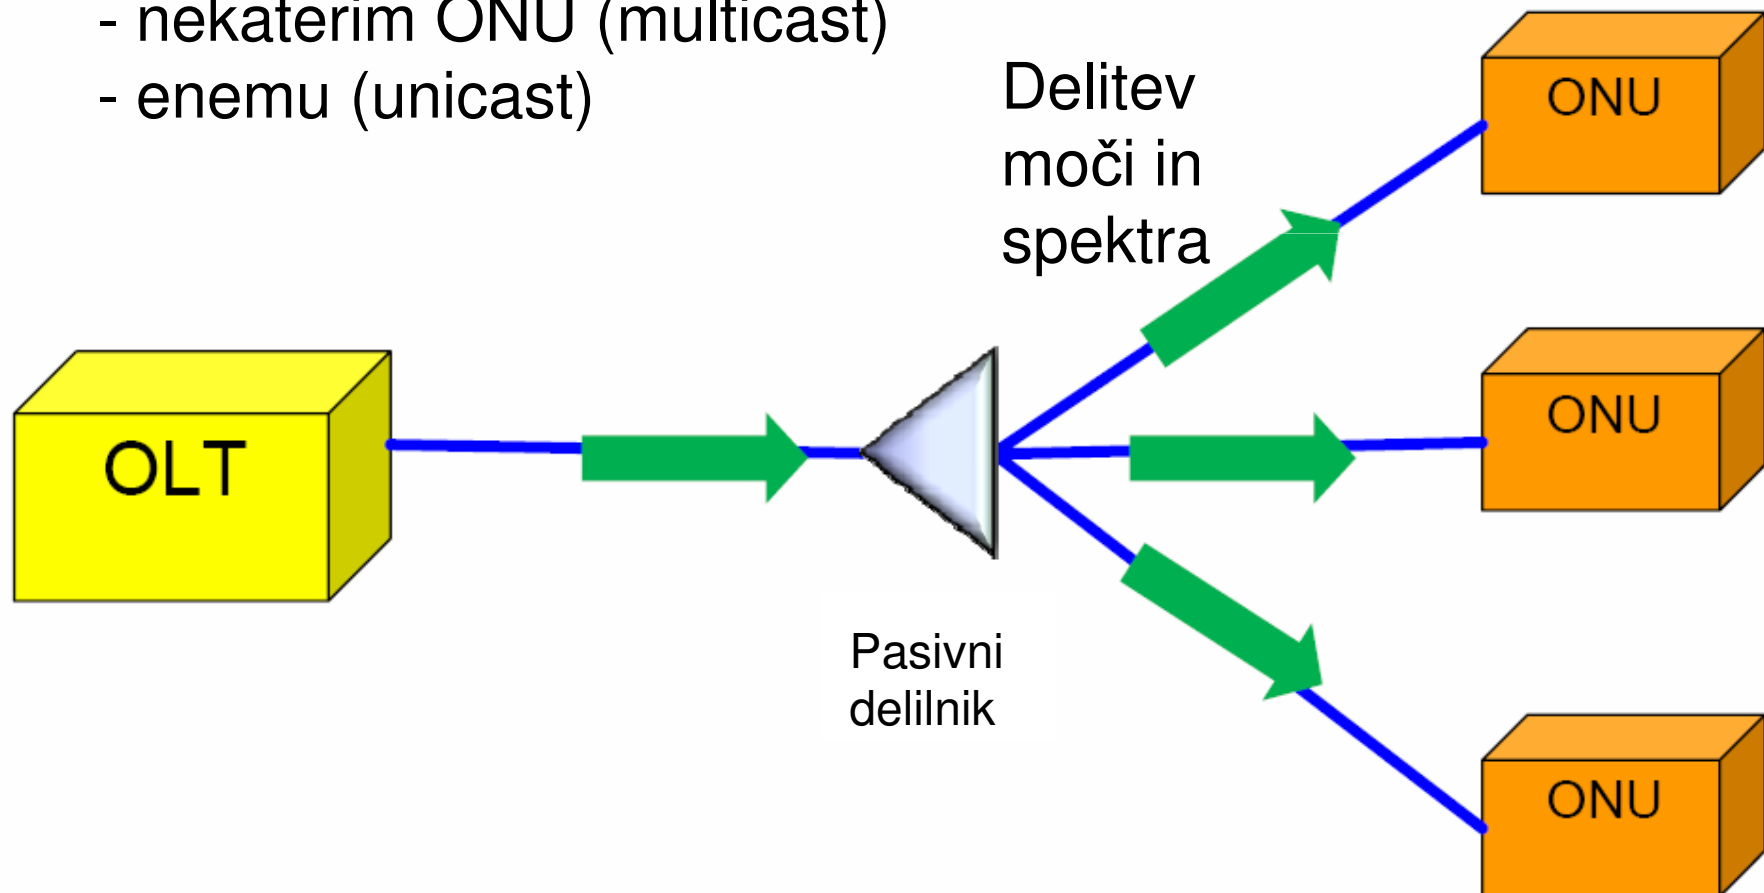 - nekaterim ONU (multicast)
- enemu (unicast)
Delitev
moči in
spektra
ONU
OLT
ONU
Pasivni
delilnik
ONU